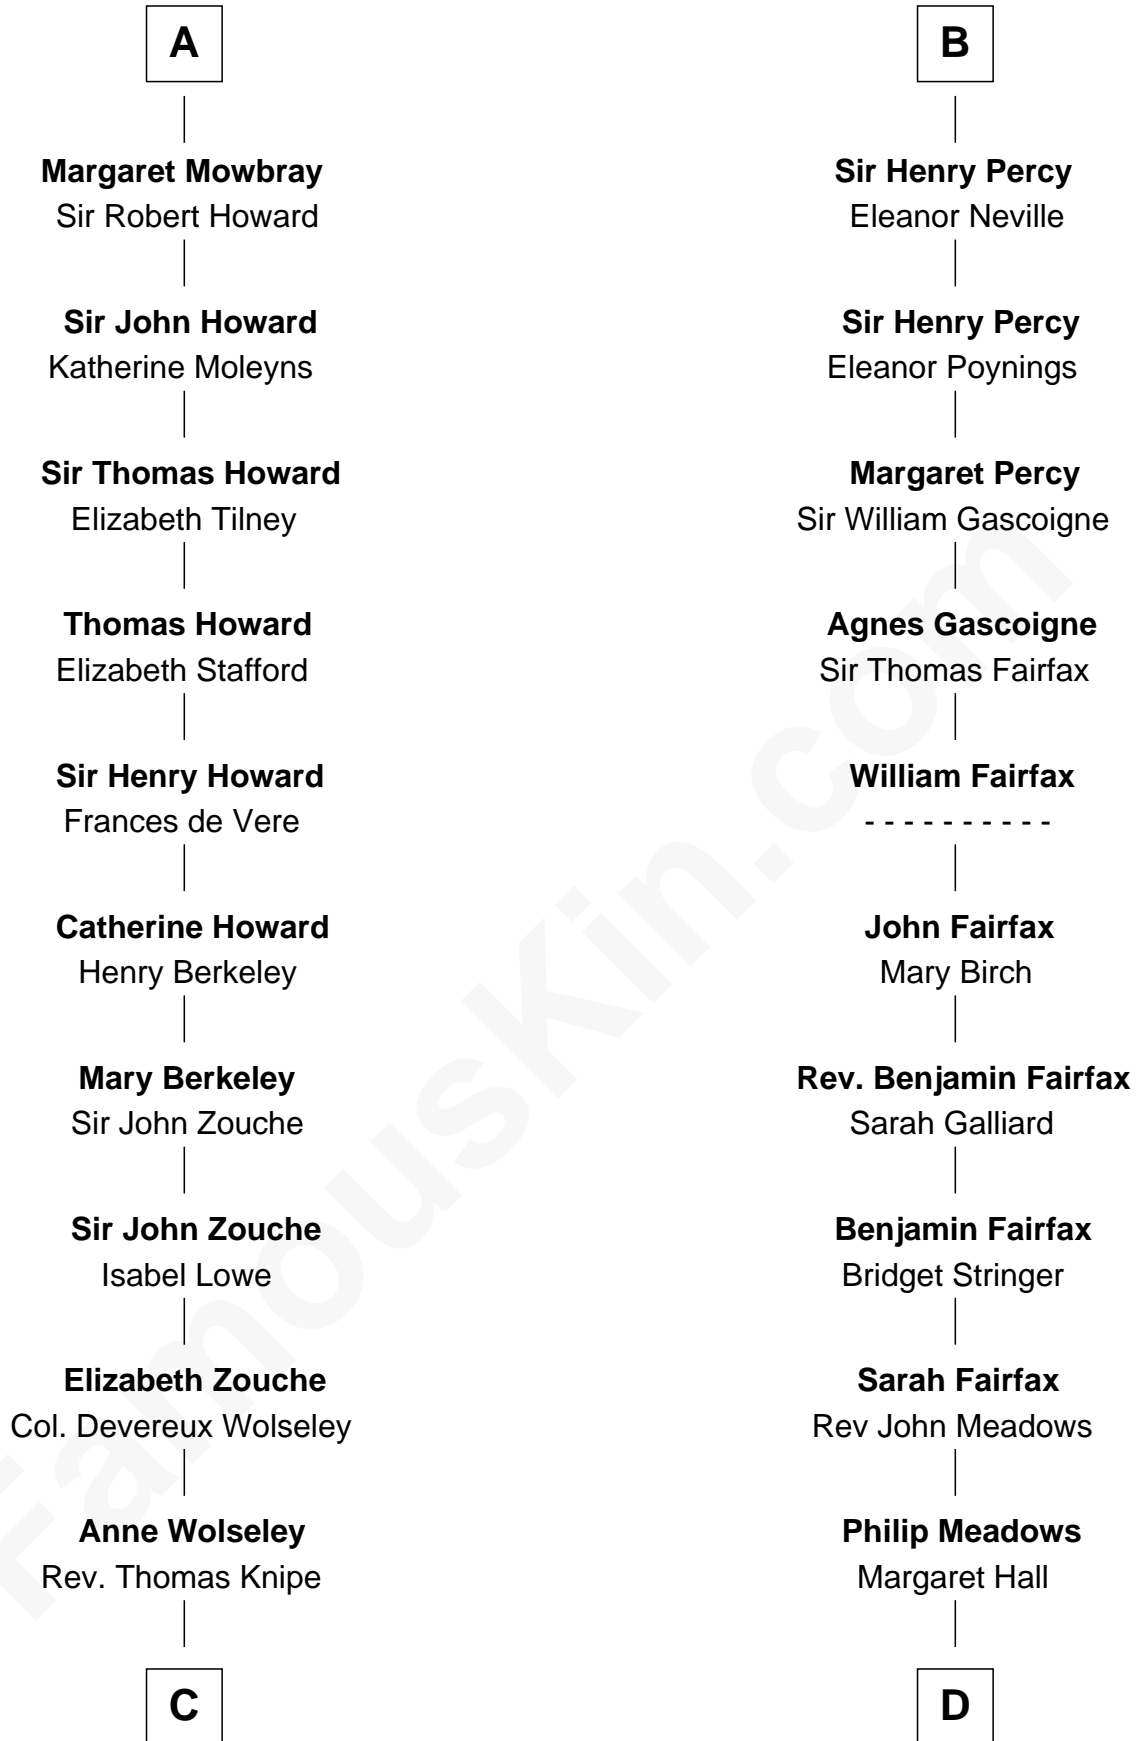 A
Margaret Mowbray
Sir Robert Howard
Sir John Howard
Katherine Moleyns
Sir Thomas Howard
Elizabeth Tilney
Thomas Howard
Elizabeth Stafford
Sir Henry Howard
Frances de Vere
Catherine Howard
Henry Berkeley
Mary Berkeley
Sir John Zouche
Sir John Zouche
Isabel Lowe
Elizabeth Zouche
Col. Devereux Wolseley
Anne Wolseley
Rev. Thomas Knipe
C
B
Sir Henry Percy
Eleanor Neville
Sir Henry Percy
Eleanor Poynings
Margaret Percy
Sir William Gascoigne
Agnes Gascoigne
Sir Thomas Fairfax
William Fairfax
- - - - - - - - - -
John Fairfax
Mary Birch
Rev. Benjamin Fairfax
Sarah Galliard
Benjamin Fairfax
Bridget Stringer
Sarah Fairfax
Rev John Meadows
Philip Meadows
Margaret Hall
D
FamousKin.com